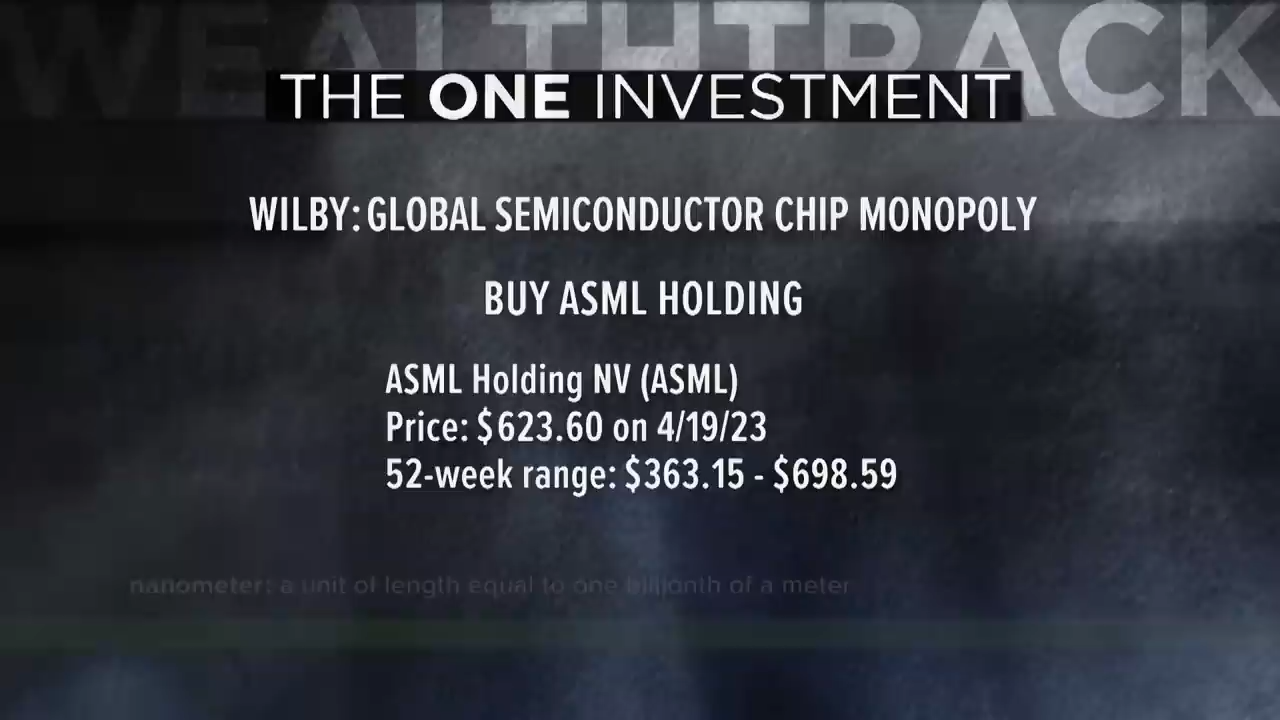 WEALTHTRACK
THE ONE INVESTMENT
WILBY: GLOBAL SEMICONDUCTOR CHIP MONOPOLY
BUY ASML HOLDING
ASML Holding NV (ASML)
Price: $623.60 on 4/19/23
52-week range: $363.15 - $698.59
nanometer: a unit of length equal to one billionth of a meter